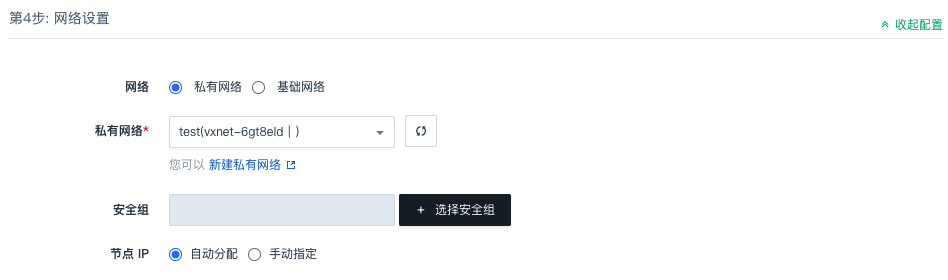 第4步: 网络设置
收起配置
网络 私有网络 基础网络
私有网络* test(vxnet-6gt8eld | )
您可以 新建私有网络
安全组 + 选择安全组
节点 IP 自动分配 手动指定